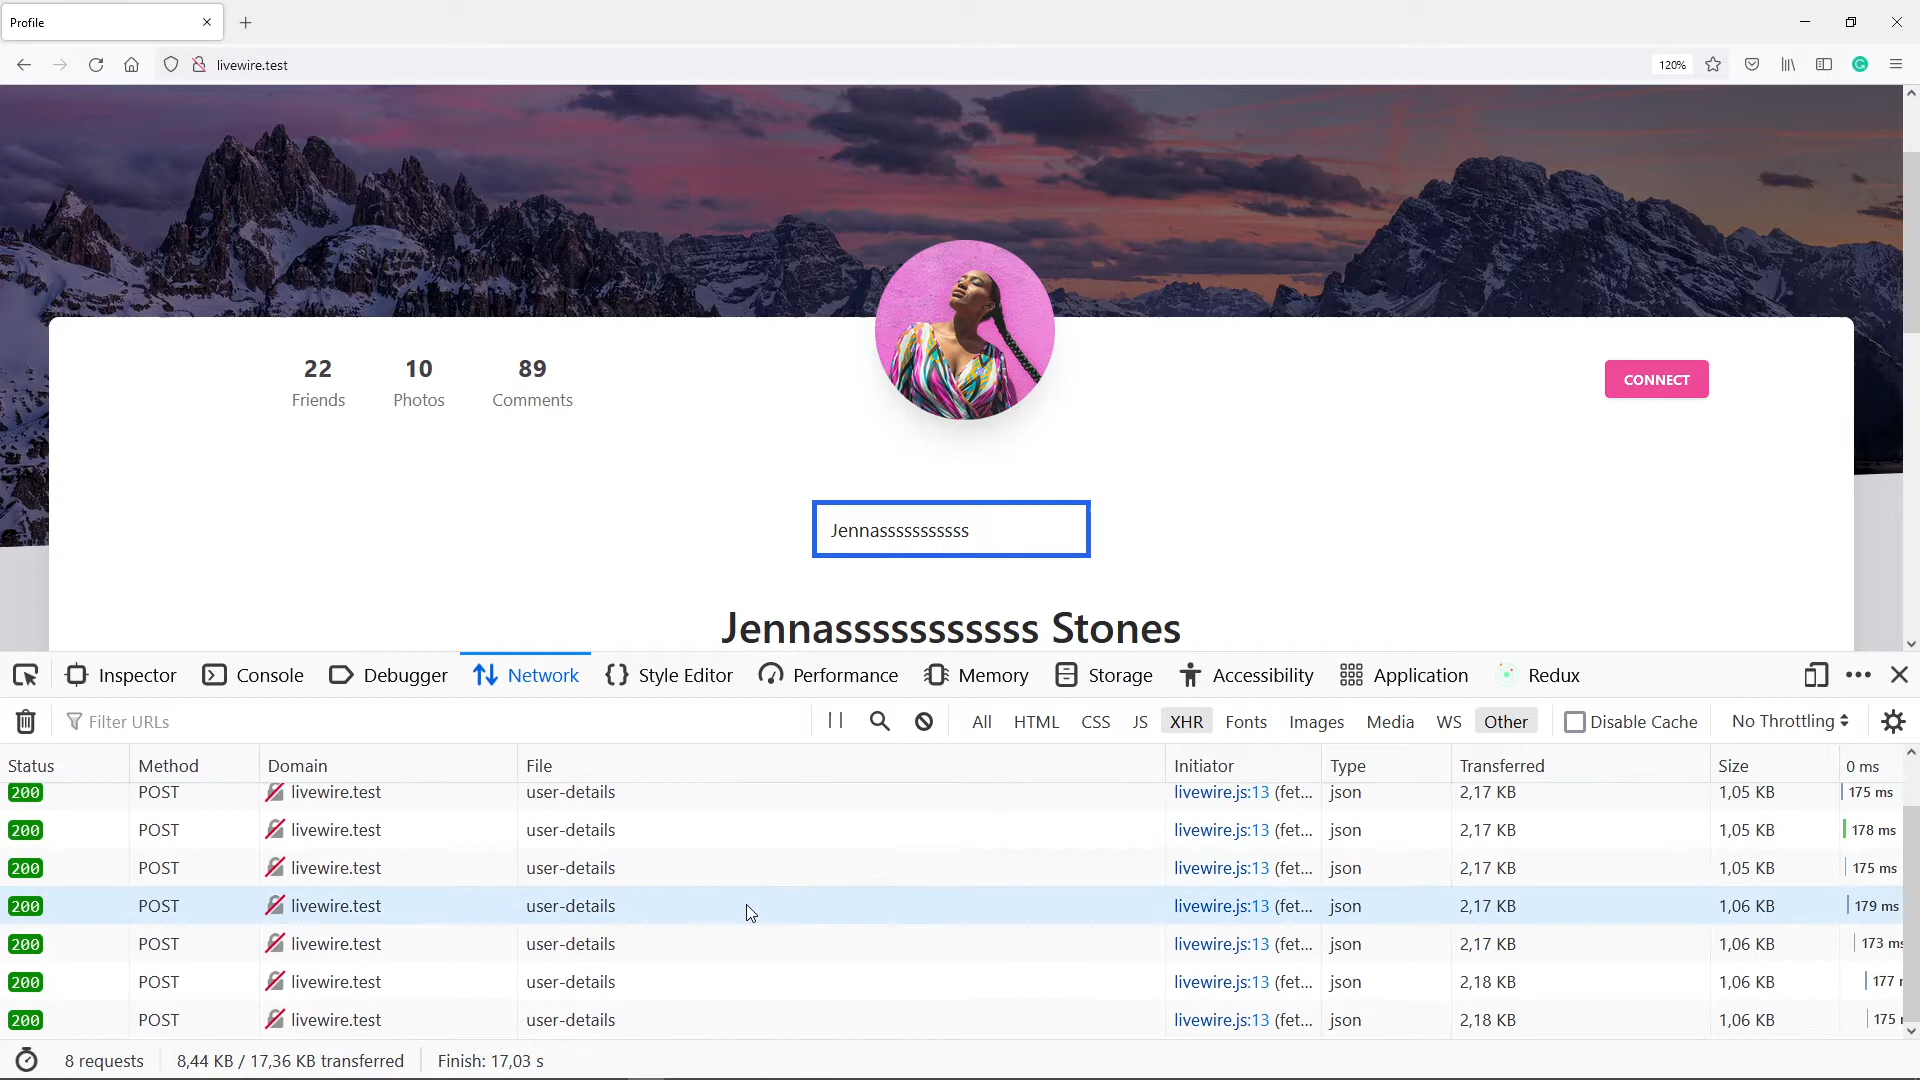 Profile
livewire.test
120%
22
10
89
Friends
Photos
Comments
CONNECT
Jennasssssssssss
Jennasssssssssss Stones
Inspector
Console
Debugger
Network
Style Editor
Performance
Memory
Storage
Accessibility
Application
Redux
Filter URLs
All
HTML
CSS
JS
XHR
Fonts
Images
Media
WS
Other
Disable Cache
No Throttling
Status Method Domain File Initiator Type Transferred Size 0 ms
200 POST livewire.test user-details livewire.js:13 (fet... json 2,17 KB 1,05 KB 175 ms
200 POST livewire.test user-details livewire.js:13 (fet... json 2,17 KB 1,05 KB 178 ms
200 POST livewire.test user-details livewire.js:13 (fet... json 2,17 KB 1,05 KB 175 ms
200 POST livewire.test user-details livewire.js:13 (fet... json 2,17 KB 1,06 KB 179 ms
200 POST livewire.test user-details livewire.js:13 (fet... json 2,17 KB 1,06 KB 173 ms
200 POST livewire.test user-details livewire.js:13 (fet... json 2,18 KB 1,06 KB 177
200 POST livewire.test user-details livewire.js:13 (fet... json 2,18 KB 1,06 KB 175
8 requests
8,44 KB / 17,36 KB transferred
Finish: 17,03 s